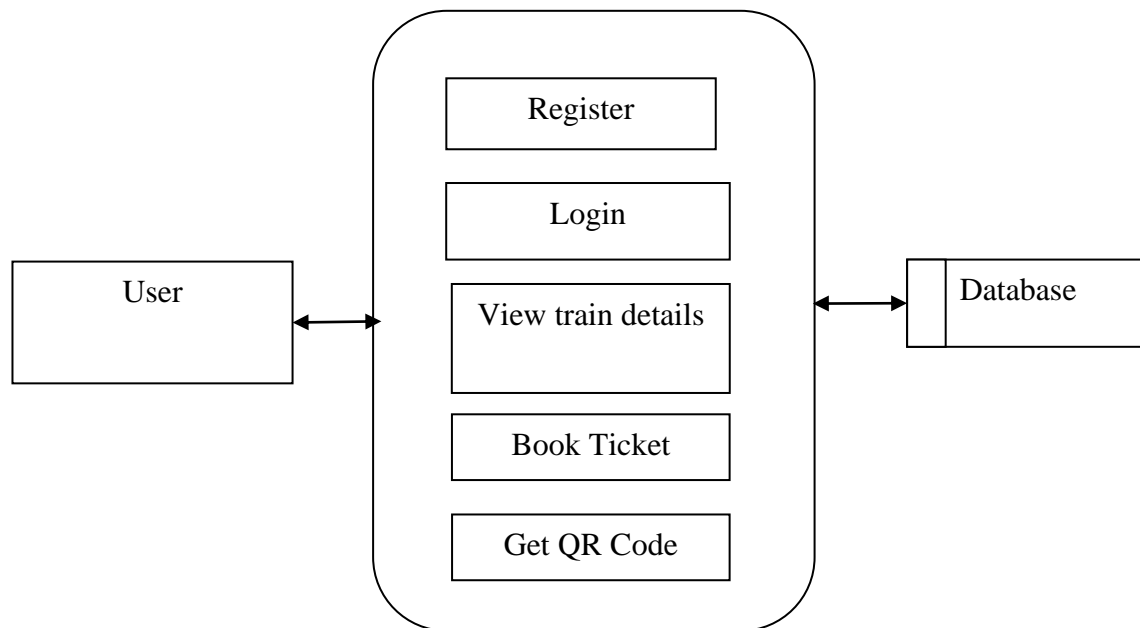 Register
Login
User
View train details
Database
Book Ticket
Get QR Code